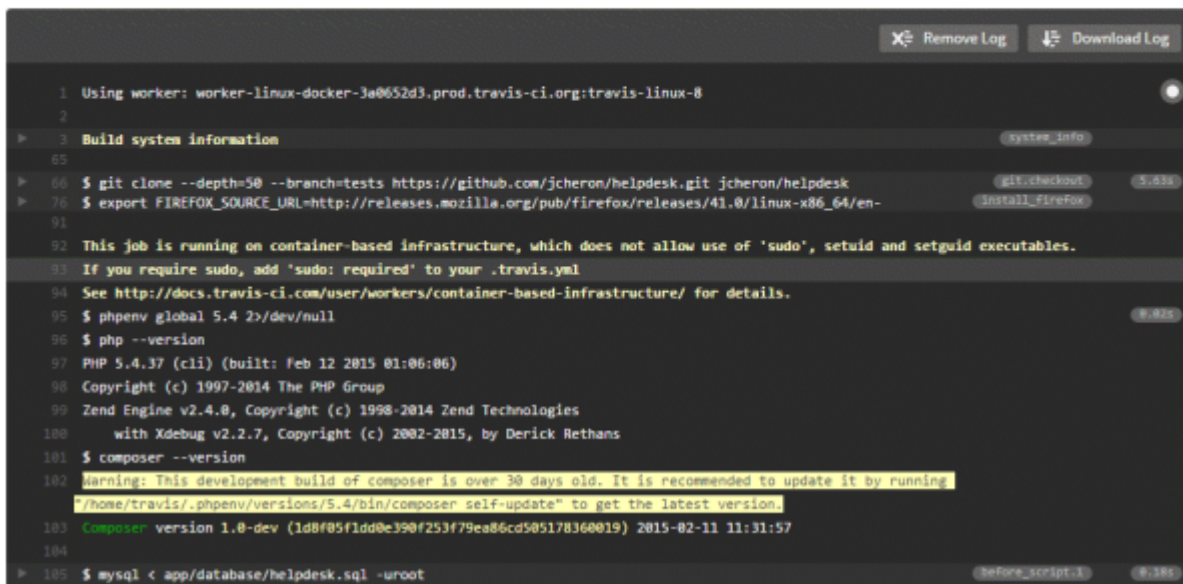 Remove Log Download Log
1 Using worker: worker-linux-docker-3a0652d3.prod.travis-ci.org:travis-linux-8
2
3 Build system information system_info
65
66 $ git clone --depth=50 --branch=tests https://github.com/jcheron/helpdesk.git jcheron/helpdesk git.checkout 5.63s
76 $ export FIREFOX_SOURCE_URL=http://releases.mozilla.org/pub/firefox/releases/41.0/linux-x86_64/en- install_firefox
91
92 This job is running on container-based infrastructure, which does not allow use of 'sudo', setuid and setguid executables.
93 If you require sudo, add 'sudo: required' to your .travis.yml
94 See http://docs.travis-ci.com/user/workers/container-based-infrastructure/ for details.
95 $ phpenv global 5.4 2>/dev/null 0.02s
96 $ php --version
97 PHP 5.4.37 (cli) (built: Feb 12 2015 01:06:06)
98 Copyright (c) 1997-2014 The PHP Group
99 Zend Engine v2.4.0, Copyright (c) 1998-2014 Zend Technologies
100 with Xdebug v2.2.7, Copyright (c) 2002-2015, by Derick Rethans
101 $ composer --version
102 Warning: This development build of composer is over 30 days old. It is recommended to update it by running
"/home/travis/.phpenv/versions/5.4/bin/composer self-update" to get the latest version.
103 Composer version 1.0-dev (1d8f05f1dd0e390f253f79ea86cd505178360019) 2015-02-11 11:31:57
104
105 $ mysql < app/database/helpdesk.sql -uroot before_script.1 0.18s